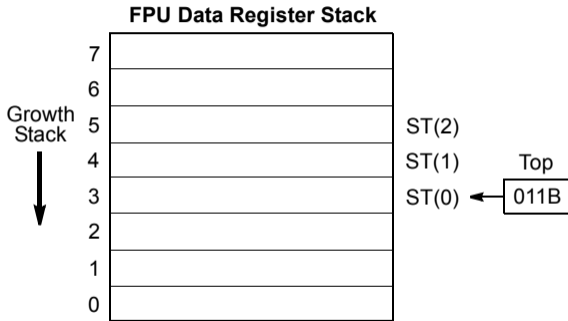 FPU Data Register Stack
7
6
Growth
Stack
5
ST(2)
4
ST(1)
Top
3
ST(0)
011B
2
1
0